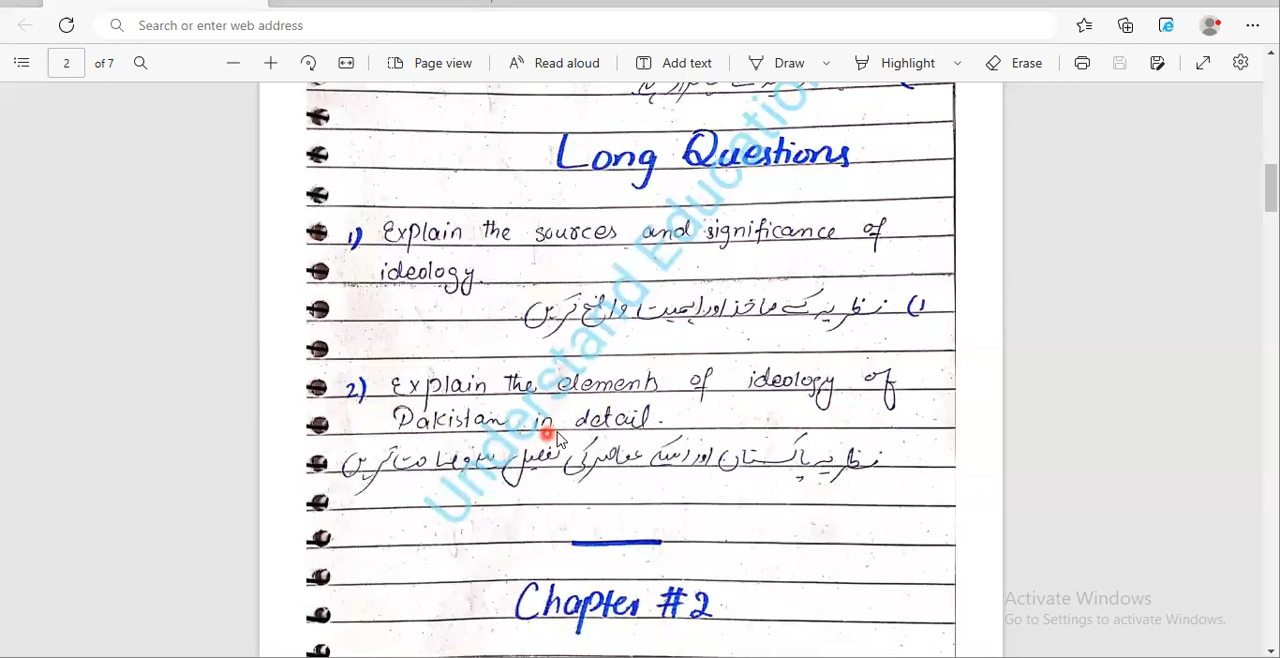 Search or enter web address
2 of 7
Page view
Read aloud
Add text
Draw
Highlight
Erase
Long Questions
1) Explain the sources and significance of
ideology.
1) نظریہ کے ماخذ اور اہمیت واضح کریں
2) Explain the elements of ideology of
Pakistan in detail.
نظریہ پاکستان اور اسکے عناصر کی تفصیل سے وضاحت کریں
Chapter #2
Understand Education
Activate Windows
Go to Settings to activate Windows.